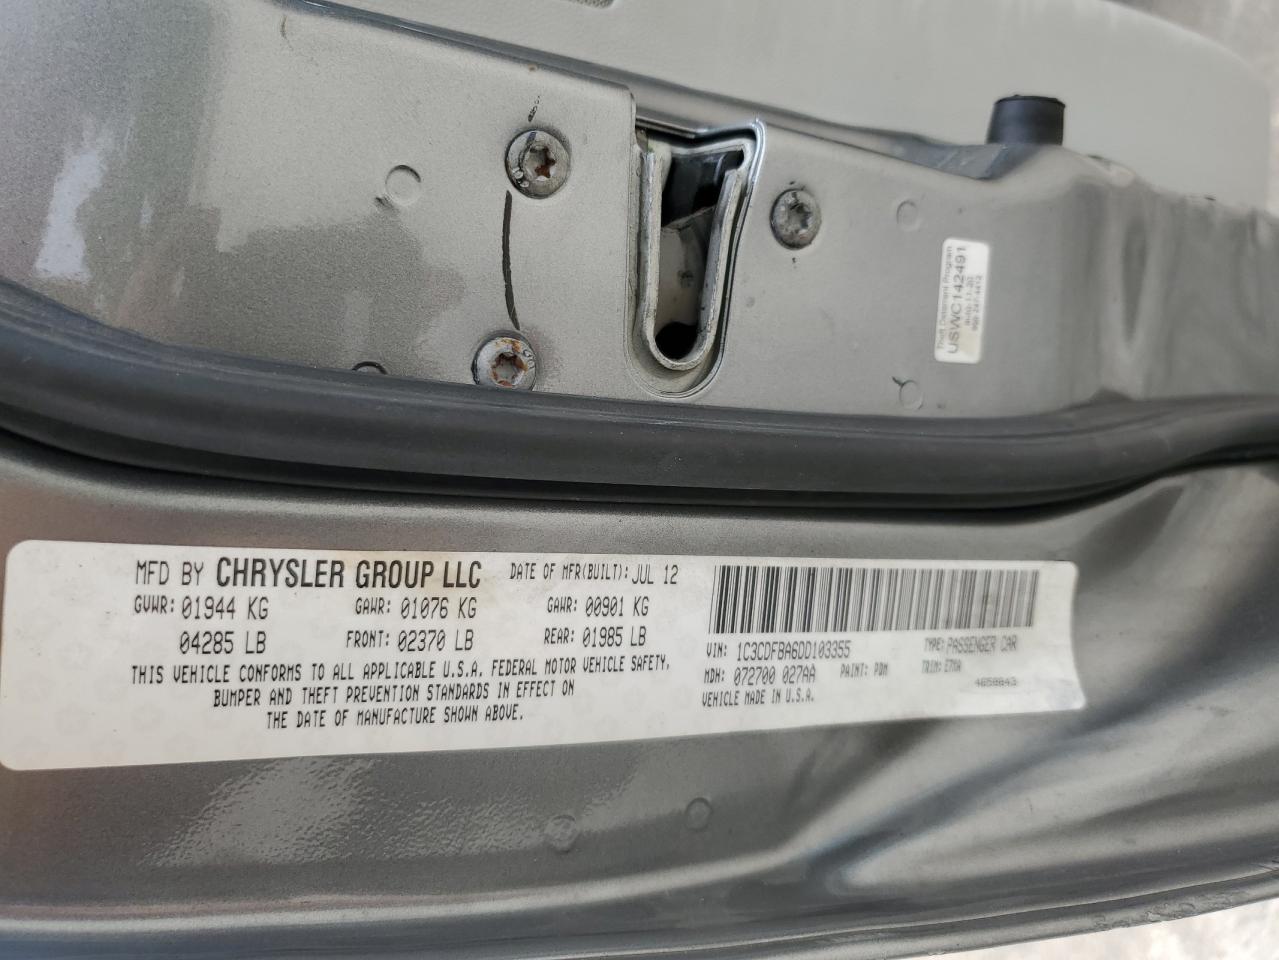 USWC142491
MFD BY CHRYSLER GROUP LLC DATE OF MFR(BUILT): JUL 12
GVWR: 01944 KG GAWR: 01076 KG GAWR: 00901 KG
04285 LB FRONT: 02370 LB REAR: 01985 LB
THIS VEHICLE CONFORMS TO ALL APPLICABLE U.S.A. FEDERAL MOTOR VEHICLE SAFETY,
BUMPER AND THEFT PREVENTION STANDARDS IN EFFECT ON
THE DATE OF MANUFACTURE SHOWN ABOVE.
VIN: 1C3CDFBA6DD103355 TYPE: PASSENGER CAR
MDH: 072700 027AA PAINT: PDM TRIM: E7MA
VEHICLE MADE IN U.S.A. 4658643